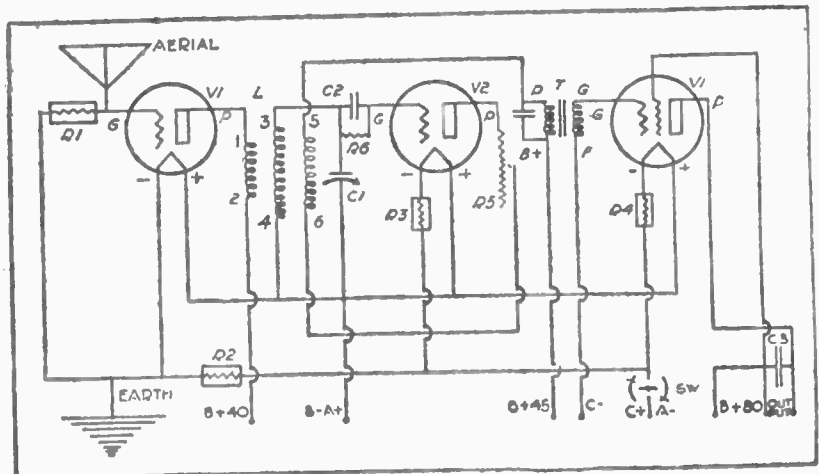 AERIAL
V1
L
C2
V2
P
T
G
V1
R1
G
P
3
5
G
P
G
P
1
R6
B+
P
-
+
C1
-
+
-
+
2
4
6
R3
R5
R4
R2
C3
EARTH
SW
B+40
B-A+
B+45
C-
C+
A-
B+80
OUT
PUT